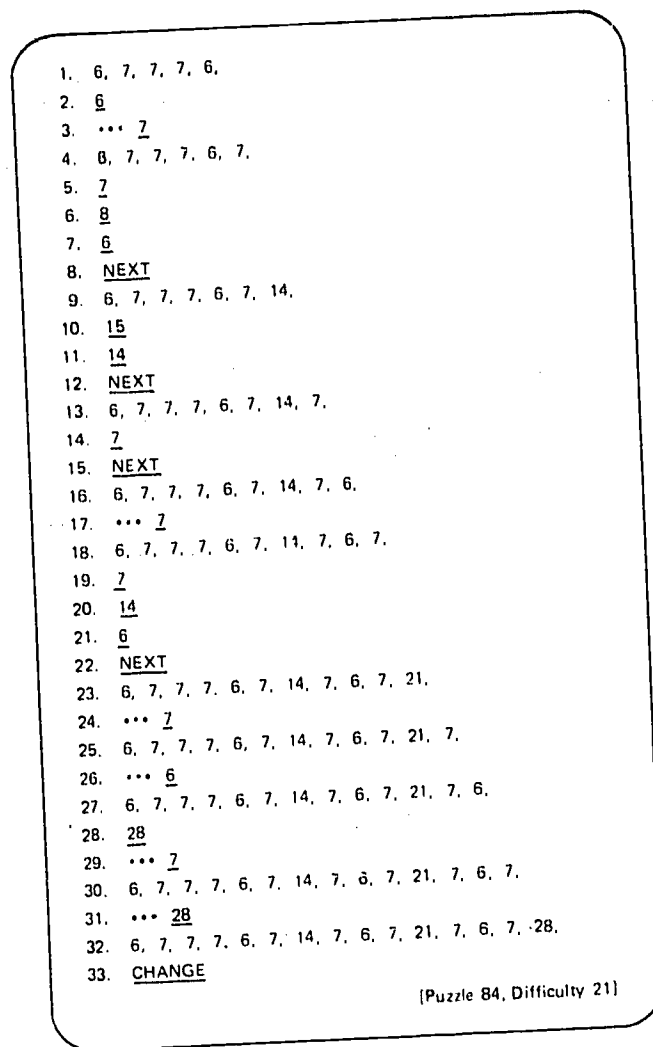 1. 6, 7, 7, 7, 6,
2. 6
3. ••• 7
4. 6, 7, 7, 7, 6, 7,
5. 7
6. 8
7. 6
8. NEXT
9. 6, 7, 7, 7, 6, 7, 14,
10. 15
11. 14
12. NEXT
13. 6, 7, 7, 7, 6, 7, 14, 7,
14. 7
15. NEXT
16. 6, 7, 7, 7, 6, 7, 14, 7, 6,
17. ••• 7
18. 6, 7, 7, 7, 6, 7, 11, 7, 6, 7,
19. 7
20. 14
21. 6
22. NEXT
23. 6, 7, 7, 7. 6, 7, 14, 7, 6, 7, 21,
24. ••• 7
25. 6, 7, 7, 7, 6, 7, 14, 7, 6, 7, 21, 7,
26. ••• 6
27. 6, 7, 7, 7, 6, 7, 14, 7, 6, 7, 21, 7, 6,
28. 28
29. ••• 7
30. 6, 7, 7, 7, 6, 7, 14, 7, 6, 7, 21, 7, 6, 7,
31. ••• 28
32. 6, 7, 7, 7, 6, 7, 14, 7, 6, 7, 21, 7, 6, 7, 28,
33. CHANGE
[Puzzle 84, Difficulty 21]